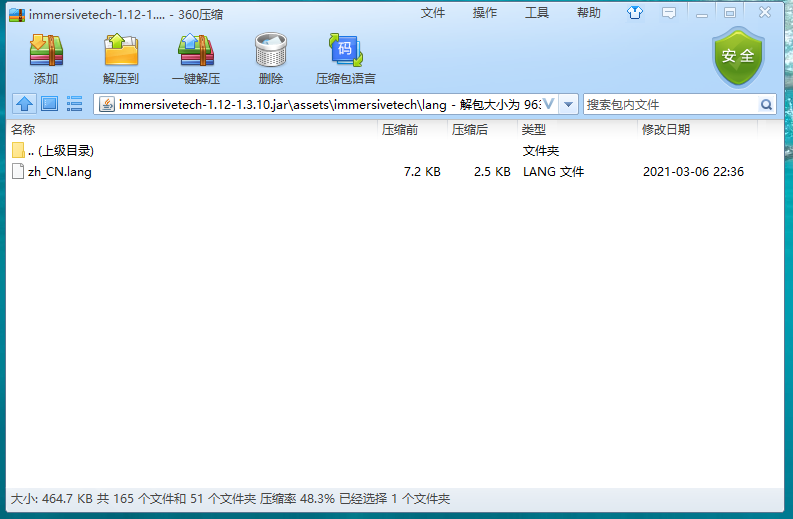 immersivetech-1.12-1.... - 360压缩 文件 操作 工具 帮助
添加 解压到 一键解压 删除 压缩包语言 安全
码
immersivetech-1.12-1.3.10.jar\assets\immersivetech\lang - 解包大小为 963 搜索包内文件
名称 压缩前 压缩后 类型 修改日期
.. (上级目录) 文件夹
zh_CN.lang 7.2 KB 2.5 KB LANG 文件 2021-03-06 22:36
大小: 464.7 KB 共 165 个文件和 51 个文件夹 压缩率 48.3% 已经选择 1 个文件夹